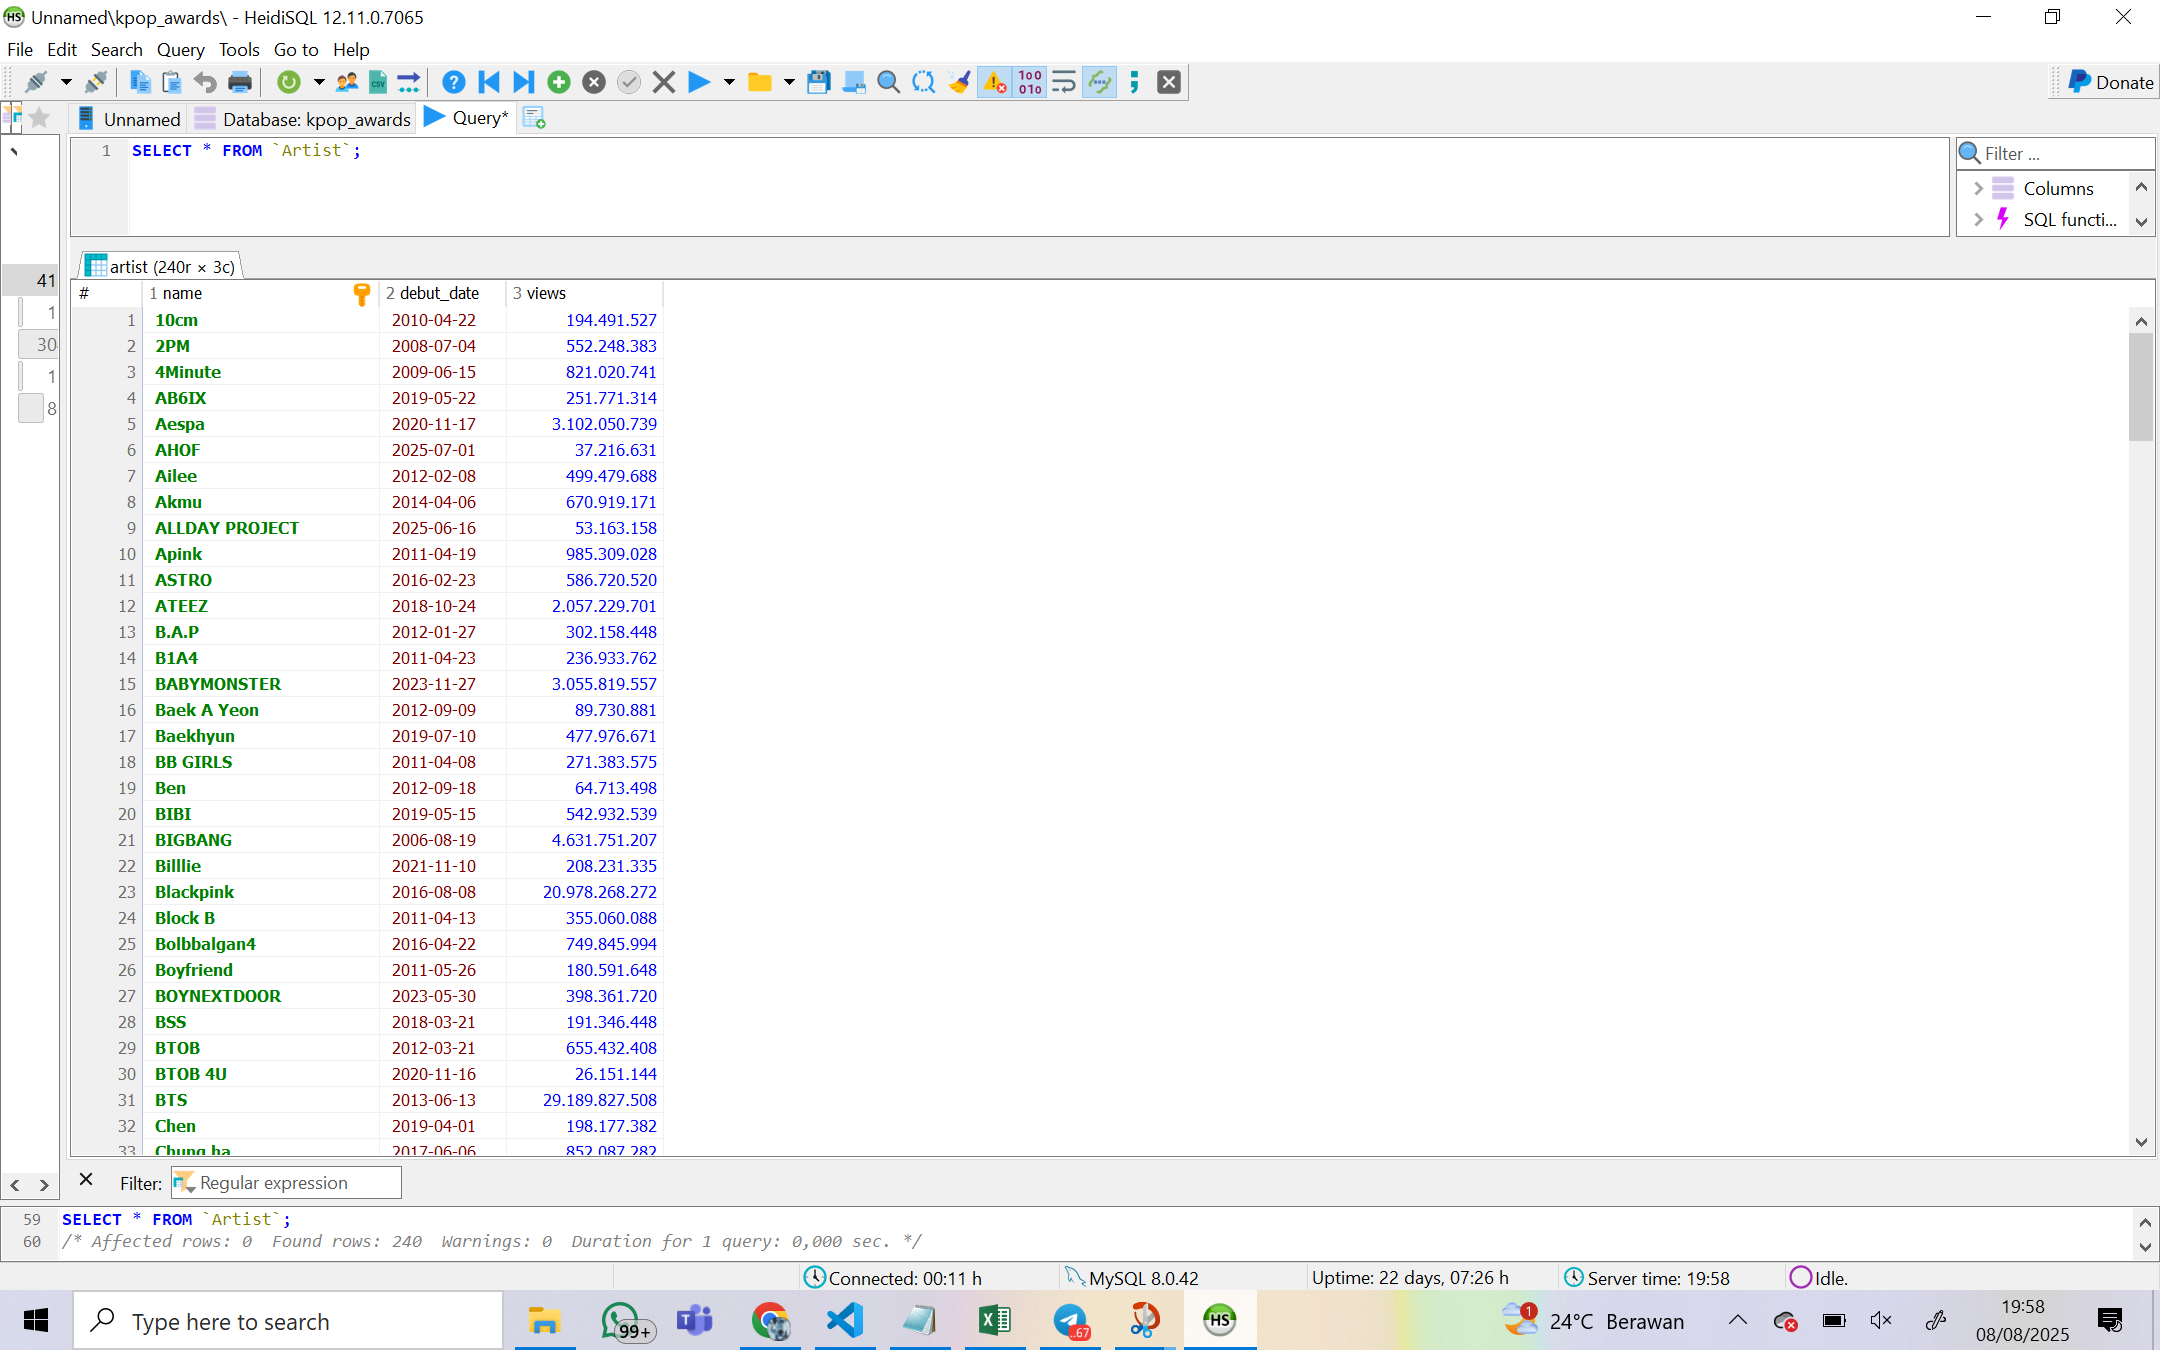 Unnamed\kpop_awards\ - HeidiSQL 12.11.0.7065
File Edit Search Query Tools Go to Help
Donate
Unnamed Database: kpop_awards Query*
1 SELECT * FROM `Artist`;
Filter ...
Columns
SQL functi...
41
1
30
1
8
artist (240r × 3c)
# 1 name 2 debut_date 3 views
1 10cm 2010-04-22 194.491.527
2 2PM 2008-07-04 552.248.383
3 4Minute 2009-06-15 821.020.741
4 AB6IX 2019-05-22 251.771.314
5 Aespa 2020-11-17 3.102.050.739
6 AHOF 2025-07-01 37.216.631
7 Ailee 2012-02-08 499.479.688
8 Akmu 2014-04-06 670.919.171
9 ALLDAY PROJECT 2025-06-16 53.163.158
10 Apink 2011-04-19 985.309.028
11 ASTRO 2016-02-23 586.720.520
12 ATEEZ 2018-10-24 2.057.229.701
13 B.A.P 2012-01-27 302.158.448
14 B1A4 2011-04-23 236.933.762
15 BABYMONSTER 2023-11-27 3.055.819.557
16 Baek A Yeon 2012-09-09 89.730.881
17 Baekhyun 2019-07-10 477.976.671
18 BB GIRLS 2011-04-08 271.383.575
19 Ben 2012-09-18 64.713.498
20 BIBI 2019-05-15 542.932.539
21 BIGBANG 2006-08-19 4.631.751.207
22 Billlie 2021-11-10 208.231.335
23 Blackpink 2016-08-08 20.978.268.272
24 Block B 2011-04-13 355.060.088
25 Bolbbalgan4 2016-04-22 749.845.994
26 Boyfriend 2011-05-26 180.591.648
27 BOYNEXTDOOR 2023-05-30 398.361.720
28 BSS 2018-03-21 191.346.448
29 BTOB 2012-03-21 655.432.408
30 BTOB 4U 2020-11-16 26.151.144
31 BTS 2013-06-13 29.189.827.508
32 Chen 2019-04-01 198.177.382
33 Chung ha 2017-06-06 852.087.282
Filter: Regular expression
59 SELECT * FROM `Artist`;
60 /* Affected rows: 0 Found rows: 240 Warnings: 0 Duration for 1 query: 0,000 sec. */
Connected: 00:11 h MySQL 8.0.42 Uptime: 22 days, 07:26 h Server time: 19:58 Idle.
Type here to search 99+ ..67 HS 1 24°C Berawan 19:58
08/08/2025